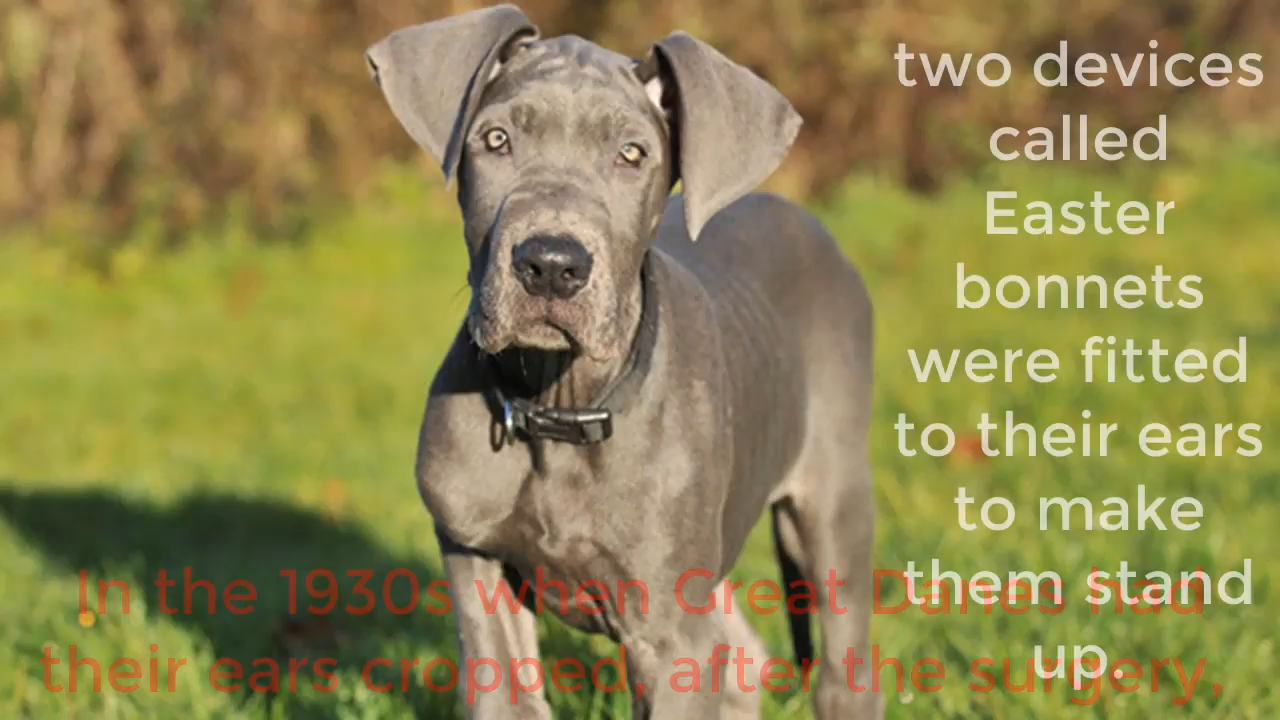 In the 1930s when Great Danes had
their ears cropped, after the surgery,
two devices
called
Easter
bonnets
were fitted
to their ears
to make
them stand
up.